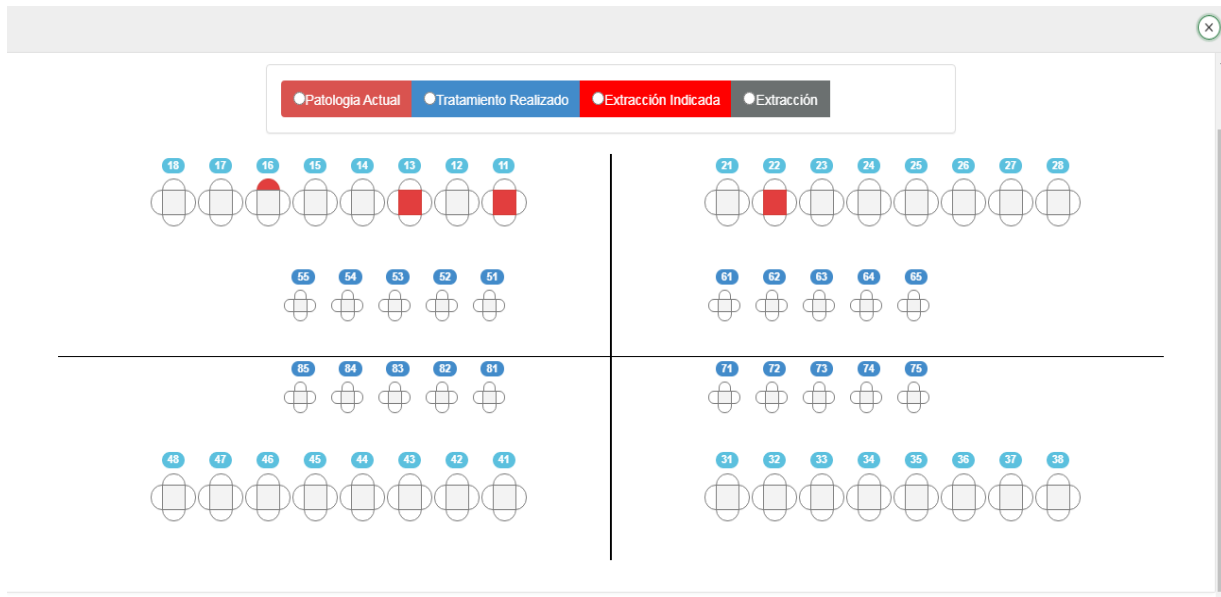 Patologia Actual Tratamiento Realizado Extracción Indicada Extracción
18 17 16 15 14 13 12 11 21 22 23 24 25 26 27 28
55 54 53 52 51 61 62 63 64 65
85 84 83 82 81 71 72 73 74 75
48 47 46 45 44 43 42 41 31 32 33 34 35 36 37 38